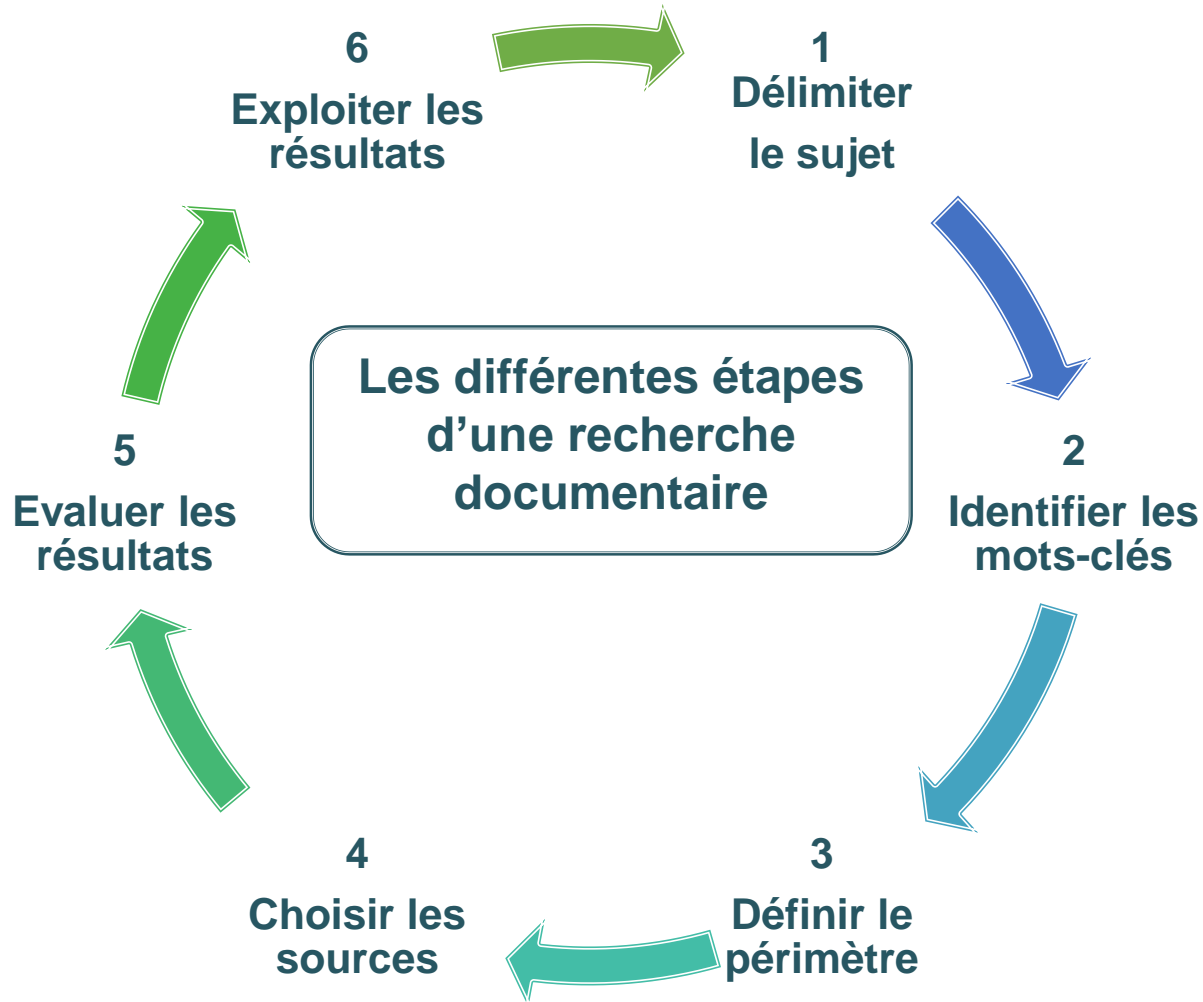 Les différentes étapes
d’une recherche
documentaire
1
Délimiter
le sujet
2
Identifier les
mots-clés
3
Définir le
périmètre
4
Choisir les
sources
5
Evaluer les
résultats
6
Exploiter les
résultats